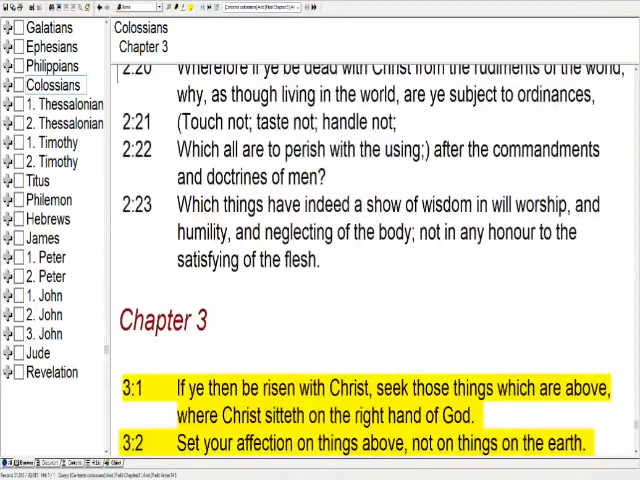 Galatians
Ephesians
Philippians
Colossians
1. Thessalonian
2. Thessalonian
1. Timothy
2. Timothy
Titus
Philemon
Hebrews
James
1. Peter
2. Peter
1. John
2. John
3. John
Jude
Revelation
Colossians
Chapter 3
2:20 Wherefore if ye be dead with Christ from the rudiments of the world,
why, as though living in the world, are ye subject to ordinances,
2:21 (Touch not; taste not; handle not;
2:22 Which all are to perish with the using;) after the commandments
and doctrines of men?
2:23 Which things have indeed a show of wisdom in will worship, and
humility, and neglecting of the body; not in any honour to the
satisfying of the flesh.
Chapter 3
3:1 If ye then be risen with Christ, seek those things which are above,
where Christ sitteth on the right hand of God.
3:2 Set your affection on things above, not on things on the earth.